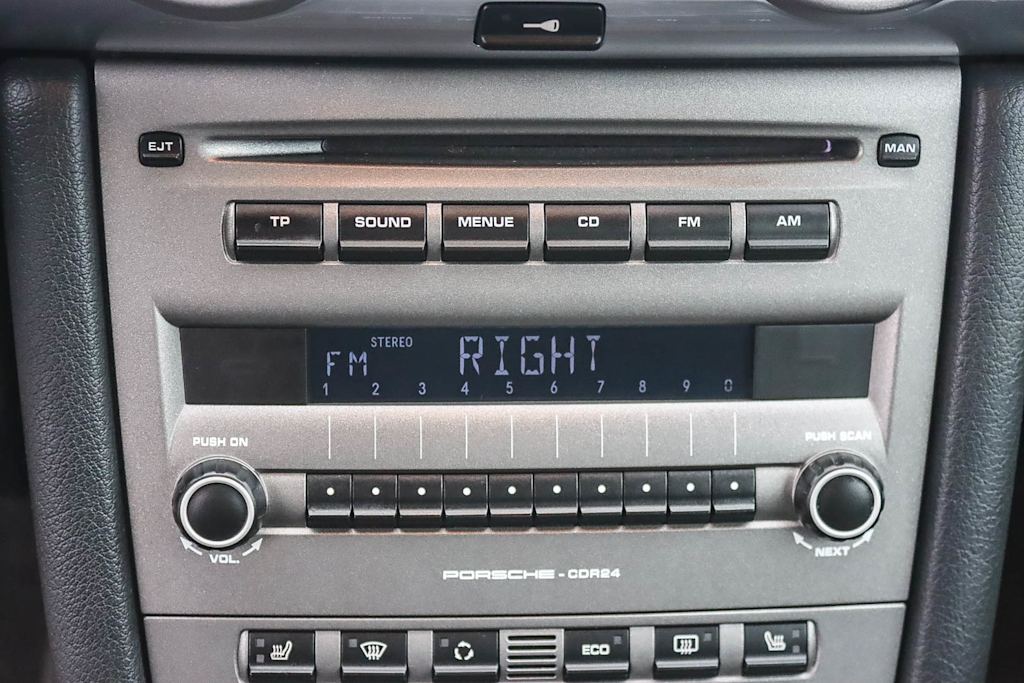 EJT
MAN
TP SOUND MENUE CD FM AM
STEREO
FM RIGHT
1 2 3 4 5 6 7 8 9 0
PUSH ON
PUSH SCAN
VOL.
NEXT
PORSCHE - CDR24
ECO